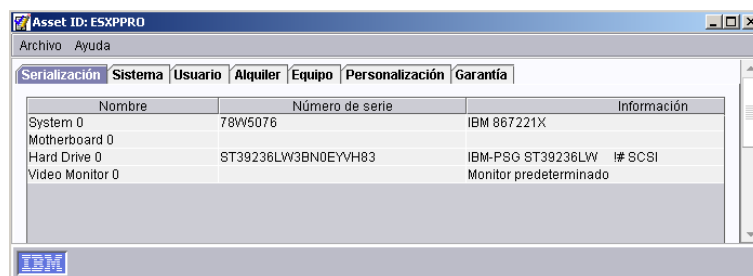 Asset ID: ESXPPRO
Archivo Ayuda
Serialización Sistema Usuario Alquiler Equipo Personalización Garantía
Nombre Número de serie Información
System 0 78W5076 IBM 867221X
Motherboard 0
Hard Drive 0 ST39236LW3BN0EYVH83 IBM-PSG ST39236LW !# SCSI
Video Monitor 0 Monitor predeterminado
IBM